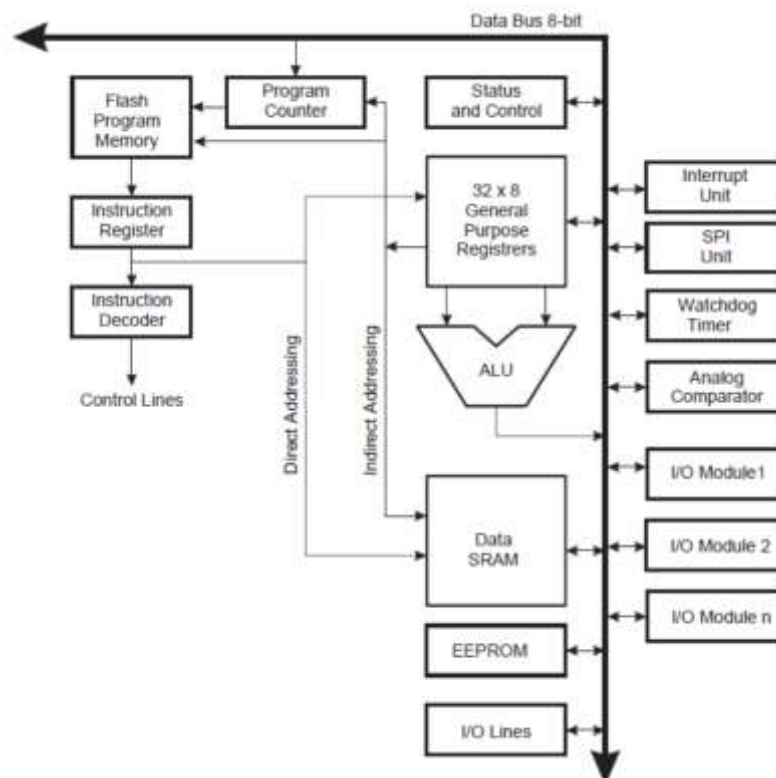 Data Bus 8-bit
Flash
Program
Memory
Program
Counter
Status
and Control
32 x 8
General
Purpose
Registrers
Instruction
Register
Instruction
Decoder
Control Lines
Direct Addressing
Indirect Addressing
ALU
Interrupt
Unit
SPI
Unit
Watchdog
Timer
Analog
Comparator
I/O Module1
Data
SRAM
I/O Module 2
I/O Module n
EEPROM
I/O Lines